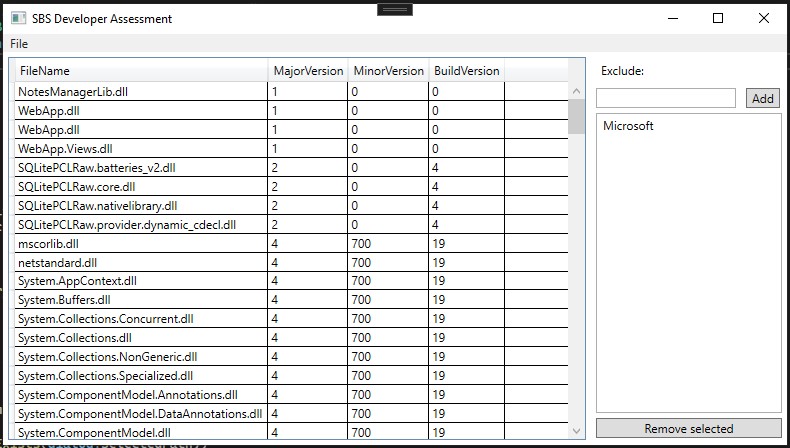 SBS Developer Assessment
File
FileName MajorVersion MinorVersion BuildVersion
NotesManagerLib.dll 1 0 0
WebApp.dll 1 0 0
WebApp.dll 1 0 0
WebApp.Views.dll 1 0 0
SQLitePCLRaw.batteries_v2.dll 2 0 4
SQLitePCLRaw.core.dll 2 0 4
SQLitePCLRaw.nativelibrary.dll 2 0 4
SQLitePCLRaw.provider.dynamic_cdecl.dll 2 0 4
mscorlib.dll 4 700 19
netstandard.dll 4 700 19
System.AppContext.dll 4 700 19
System.Buffers.dll 4 700 19
System.Collections.Concurrent.dll 4 700 19
System.Collections.dll 4 700 19
System.Collections.NonGeneric.dll 4 700 19
System.Collections.Specialized.dll 4 700 19
System.ComponentModel.Annotations.dll 4 700 19
System.ComponentModel.DataAnnotations.dll 4 700 19
System.ComponentModel.dll 4 700 19
Exclude:
Add
Microsoft
Remove selected